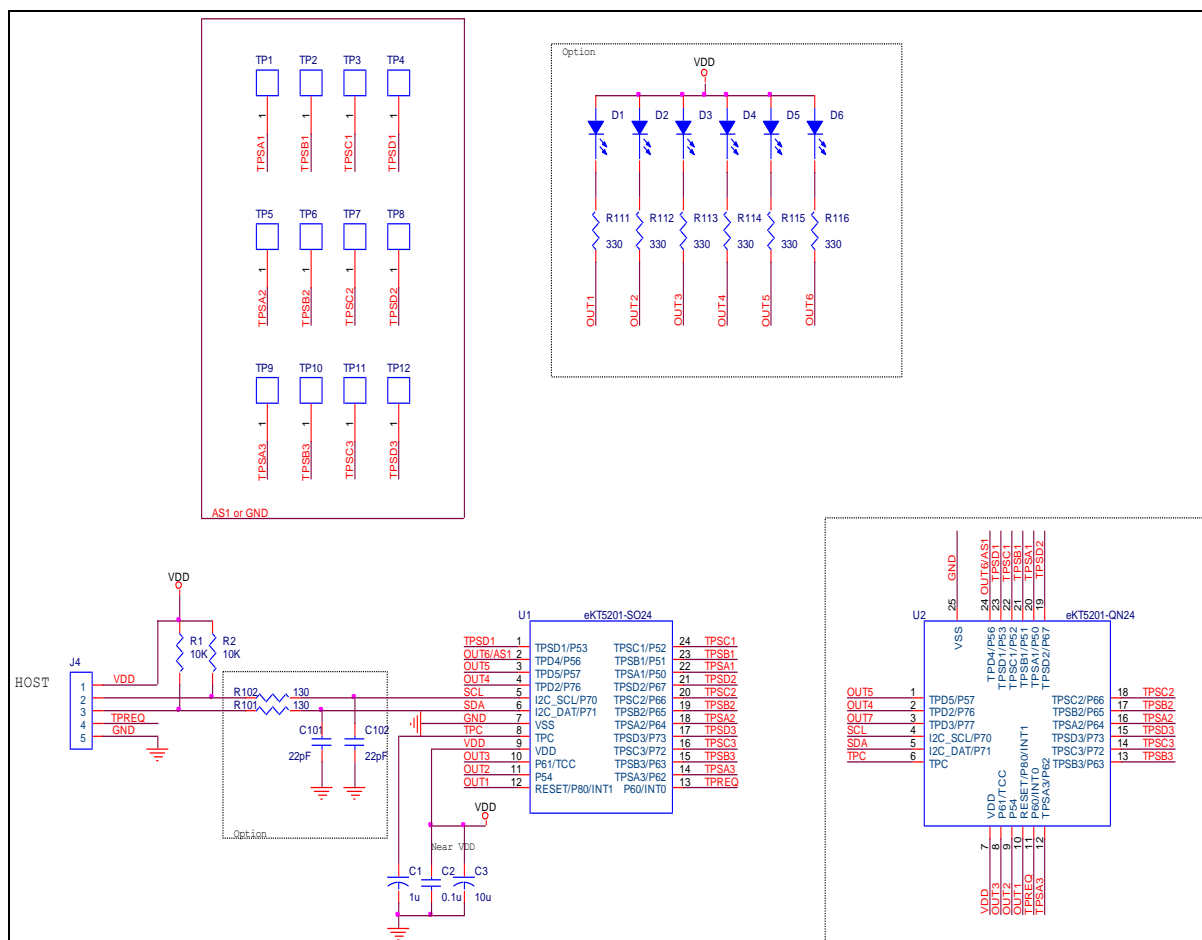 TP1 TP2 TP3 TP4
1 1 1 1
TPSA1 TPSB1 TPSC1 TPSD1
TP5 TP6 TP7 TP8
1 1 1 1
TPSA2 TPSB2 TPSC2 TPSD2
TP9 TP10 TP11 TP12
1 1 1 1
TPSA3 TPSB3 TPSC3 TPSD3
AS1 or GND
Option
VDD
D1 D2 D3 D4 D5 D6
R111 R112 R113 R114 R115 R116
330 330 330 330 330 330
OUT1 OUT2 OUT3 OUT4 OUT5 OUT6
HOST
J4
1
2
3
4
5
VDD
TPREQ
GND
VDD
R1
10K
R2
10K
R102 130
R101 130
C101
22pF
C102
22pF
Option
U1 eKT5201-SO24
TPSD1 1 TPSD1/P53
OUT6/AS1 2 TPD4/P56
OUT5 3 TPD5/P57
OUT4 4 TPD2/P76
SCL 5 I2C_SCL/P70
SDA 6 I2C_DAT/P71
GND 7 VSS
TPC 8 TPC
VDD 9 VDD
OUT3 10 P61/TCC
OUT2 11 P54
OUT1 12 RESET/P80/INT1
TPSC1/P52 24 TPSC1
TPSB1/P51 23 TPSB1
TPSA1/P50 22 TPSA1
TPSD2/P67 21 TPSD2
TPSC2/P66 20 TPSC2
TPSB2/P65 19 TPSB2
TPSA2/P64 18 TPSA2
TPSD3/P73 17 TPSD3
TPSC3/P72 16 TPSC3
TPSB3/P63 15 TPSB3
TPSA3/P62 14 TPSA3
P60/INT0 13 TPREQ
VDD
Near VDD
C1
1u
C2
0.1u
C3
10u
U2 eKT5201-QN24
GND 25 VSS
OUT6/AS1 24 TPD4/P56
TPSD1 23 TPSD1/P53
TPSC1 22 TPSC1/P52
TPSB1 21 TPSB1/P51
TPSA1 20 TPSA1/P50
TPSD2 19 TPSD2/P67
OUT5 1 TPD5/P57
OUT4 2 TPD2/P76
OUT7 3 TPD3/P77
SCL 4 I2C_SCL/P70
SDA 5 I2C_DAT/P71
TPC 6 TPC
TPSC2/P66 18 TPSC2
TPSB2/P65 17 TPSB2
TPSA2/P64 16 TPSA2
TPSD3/P73 15 TPSD3
TPSC3/P72 14 TPSC3
TPSB3/P63 13 TPSB3
VDD 7 VDD
P61/TCC 8 OUT3
P54 9 OUT2
RESET/P80/INT1 10 OUT1
P60/INT0 11 TPREQ
TPSA3/P62 12 TPSA3